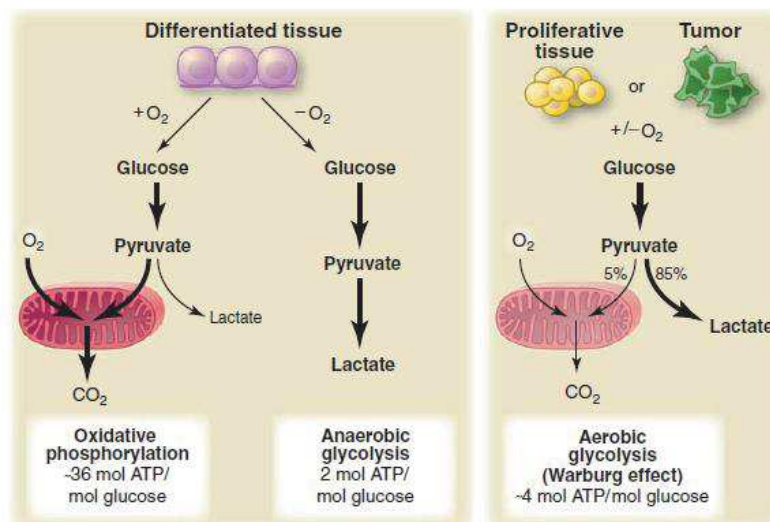 Differentiated tissue
+O₂
−O₂
Glucose
Glucose
O₂
Pyruvate
Pyruvate
Lactate
Lactate
CO₂
Oxidative
phosphorylation
~36 mol ATP/
mol glucose
Anaerobic
glycolysis
2 mol ATP/
mol glucose
Proliferative
tissue
Tumor
or
+/−O₂
Glucose
O₂
Pyruvate
5%
85%
Lactate
CO₂
Aerobic
glycolysis
(Warburg effect)
~4 mol ATP/mol glucose